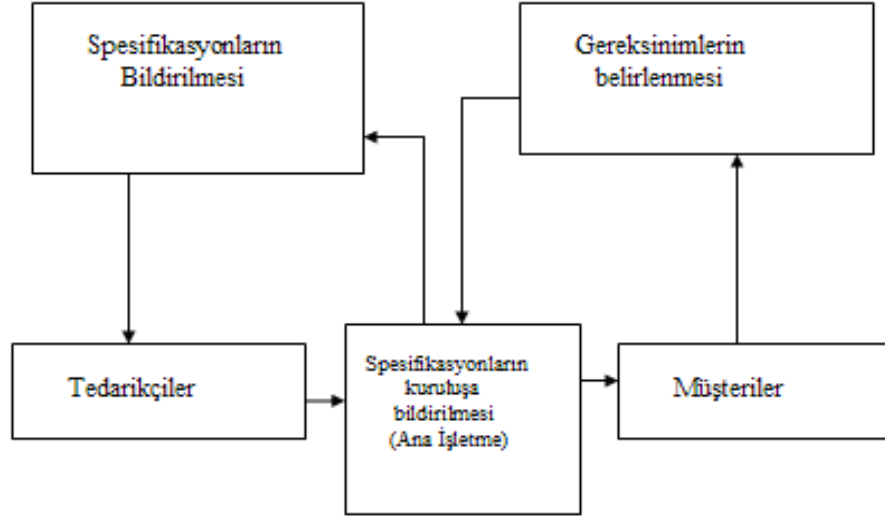 Spesifikasyonların
Bildirilmesi
Gereksinimlerin
belirlenmesi
Tedarikçiler
Spesifikasyonların
kuruluşa
bildirilmesi
(Ana İşletme)
Müşteriler